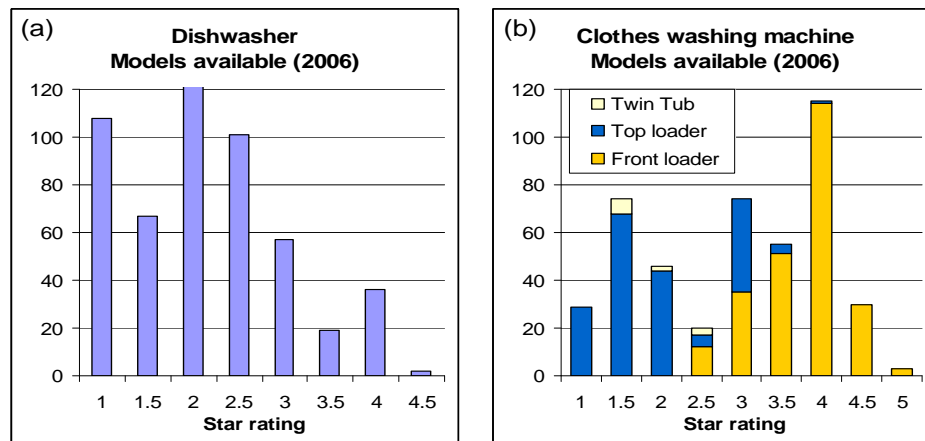 (a)
Dishwasher
Models available (2006)
120
100
80
60
40
20
0
1 1.5 2 2.5 3 3.5 4 4.5
Star rating
(b)
Clothes washing machine
Models available (2006)
Twin Tub
Top loader
Front loader
120
100
80
60
40
20
0
1 1.5 2 2.5 3 3.5 4 4.5 5
Star rating